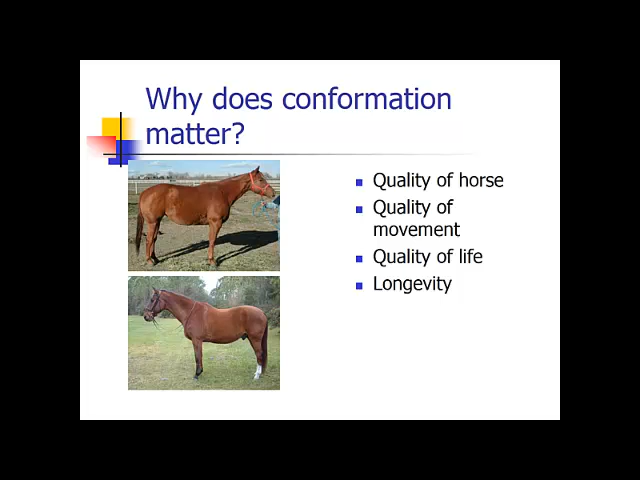 Why does conformation
matter?
Quality of horse
Quality of
movement
Quality of life
Longevity